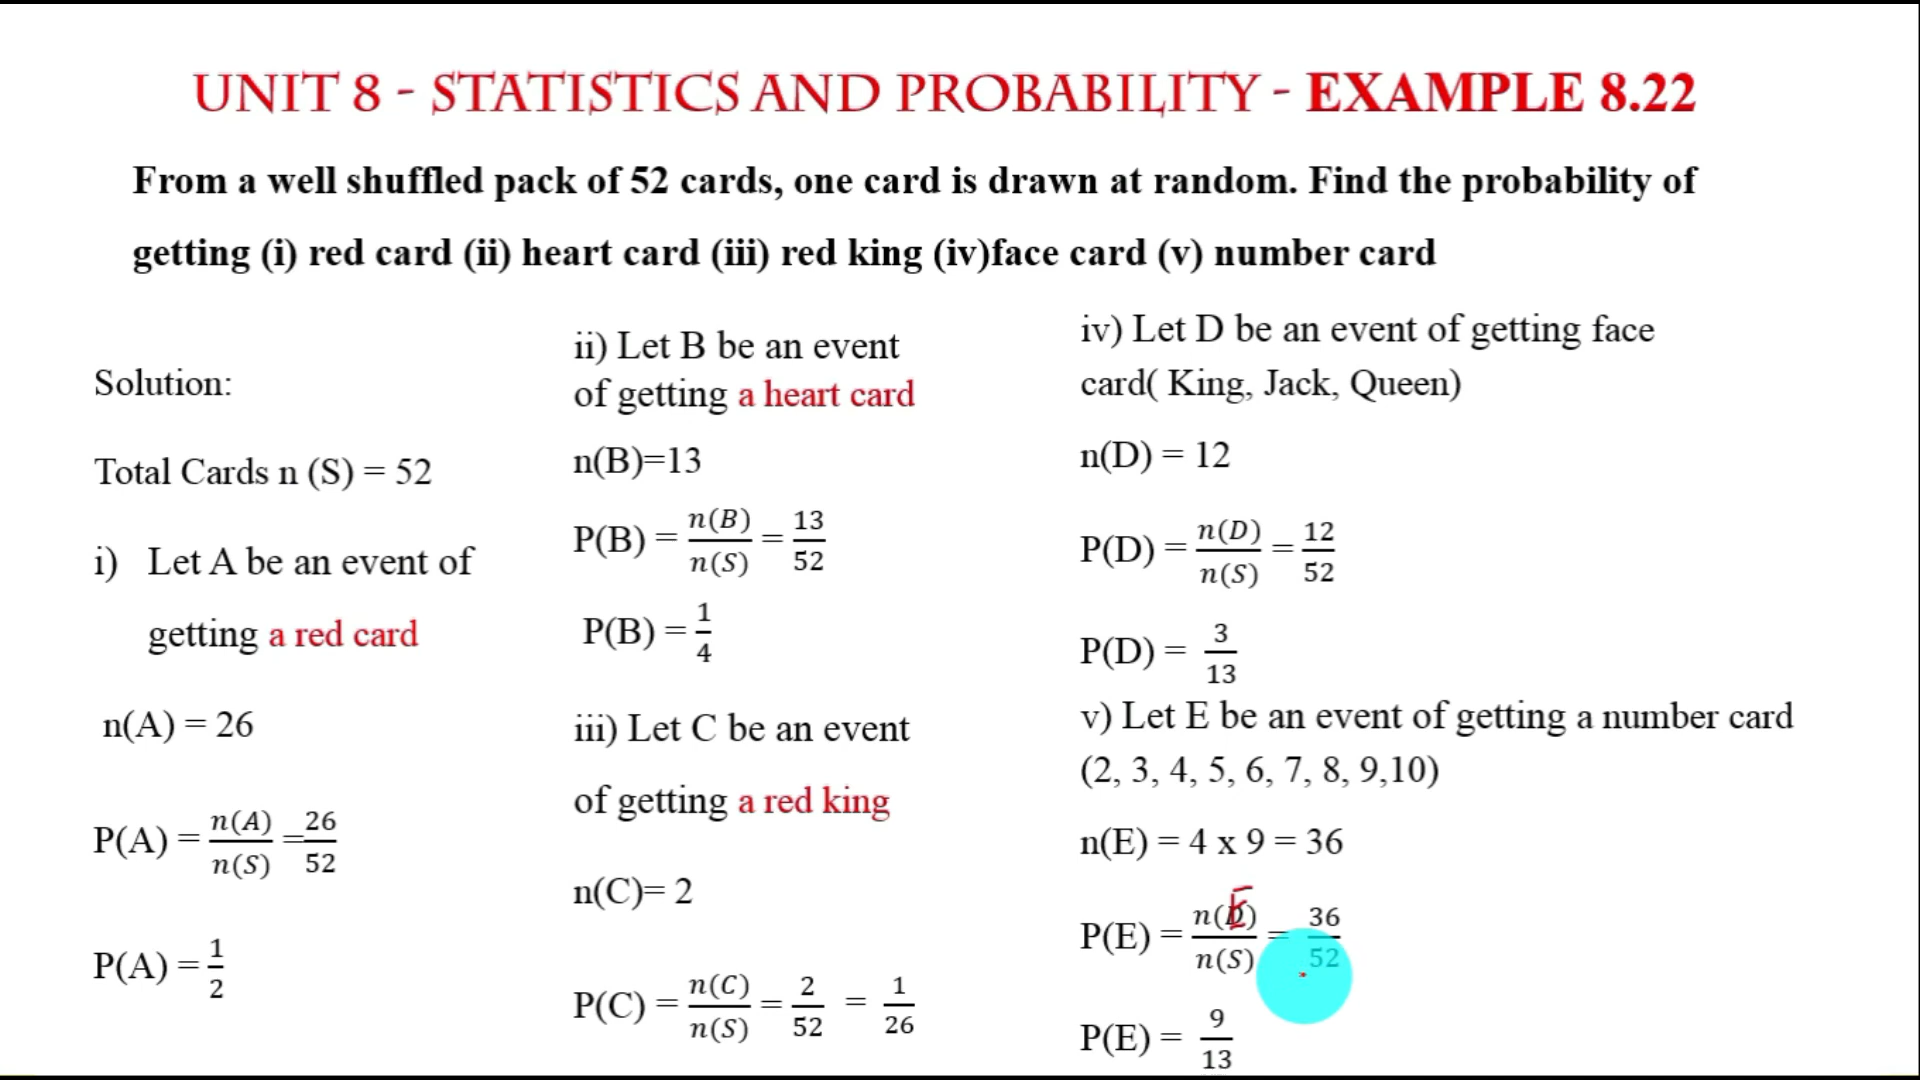 UNIT 8 - STATISTICS AND PROBABILITY - EXAMPLE 8.22
From a well shuffled pack of 52 cards, one card is drawn at random. Find the probability of
getting (i) red card (ii) heart card (iii) red king (iv)face card (v) number card
Solution:
Total Cards n (S) = 52
i) Let A be an event of
getting a red card
n(A) = 26
P(A) = n(A)/n(S) = 26/52
P(A) = 1/2
ii) Let B be an event
of getting a heart card
n(B)=13
P(B) = n(B)/n(S) = 13/52
P(B) = 1/4
iii) Let C be an event
of getting a red king
n(C)= 2
P(C) = n(C)/n(S) = 2/52 = 1/26
iv) Let D be an event of getting face
card( King, Jack, Queen)
n(D) = 12
P(D) = n(D)/n(S) = 12/52
P(D) = 3/13
v) Let E be an event of getting a number card
(2, 3, 4, 5, 6, 7, 8, 9,10)
n(E) = 4 x 9 = 36
P(E) = n(E)/n(S) = 36/52
P(E) = 9/13